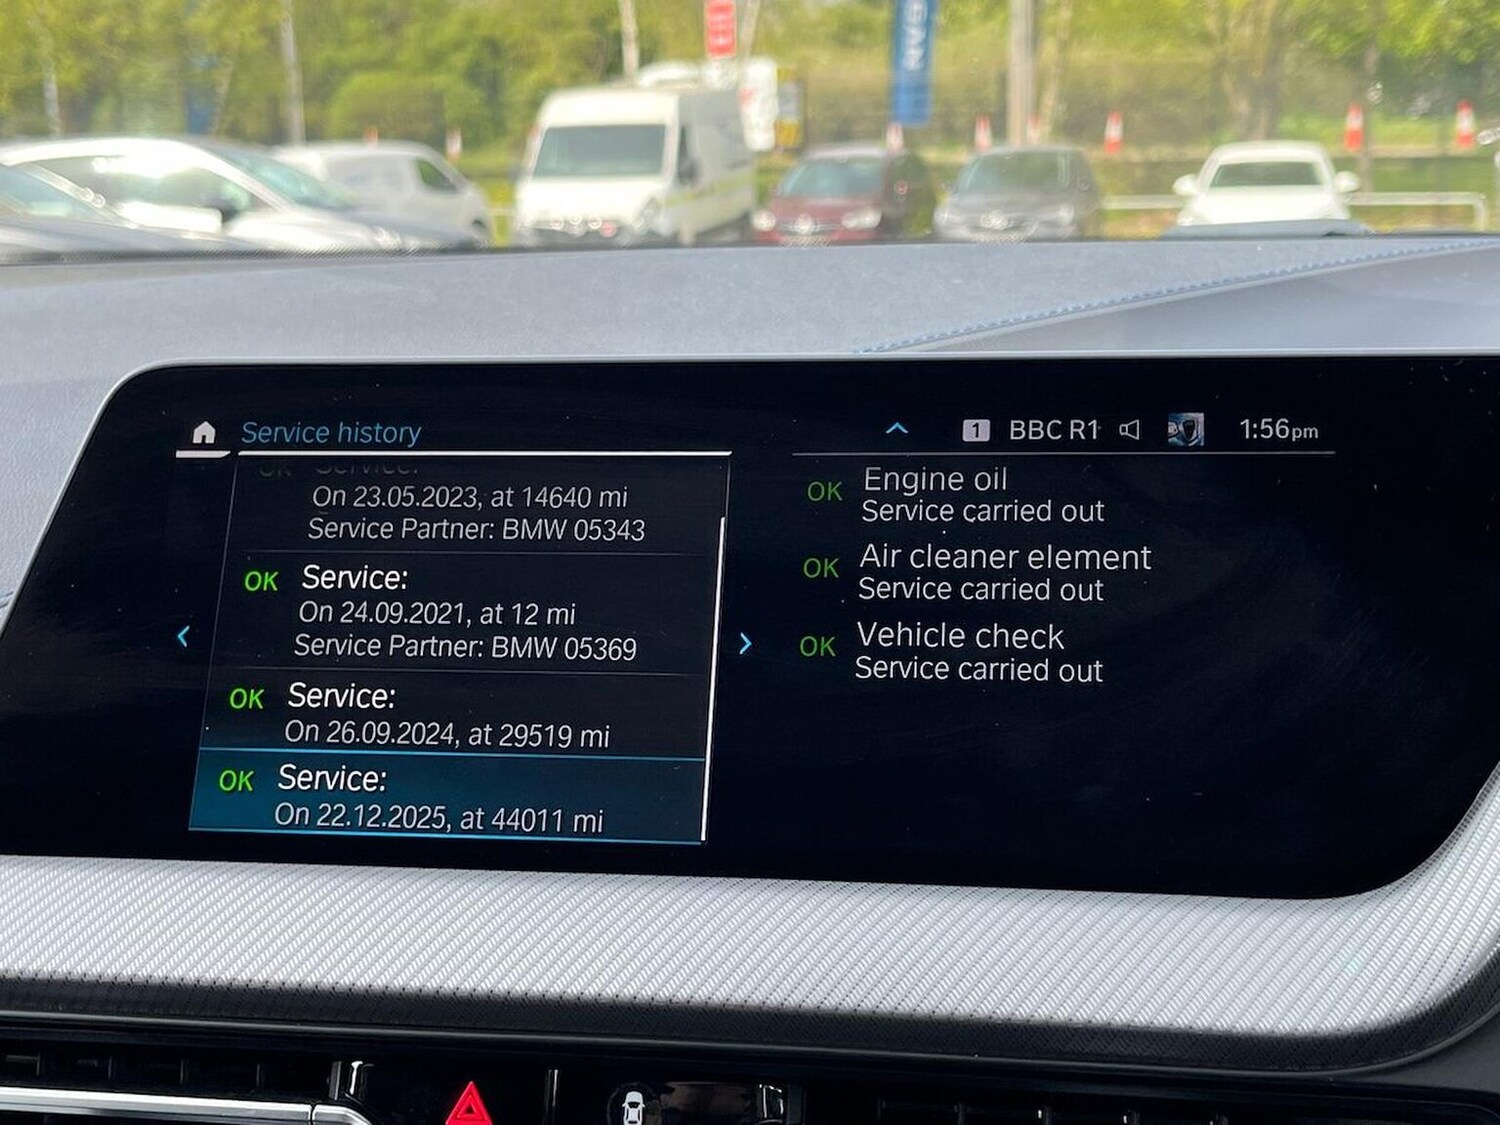 Service history
1 BBC R1 1:56pm
Service:
On 23.05.2023, at 14640 mi
Service Partner: BMW 05343
OK Service:
On 24.09.2021, at 12 mi
Service Partner: BMW 05369
OK Service:
On 26.09.2024, at 29519 mi
OK Service:
On 22.12.2025, at 44011 mi
OK Engine oil
Service carried out
OK Air cleaner element
Service carried out
OK Vehicle check
Service carried out